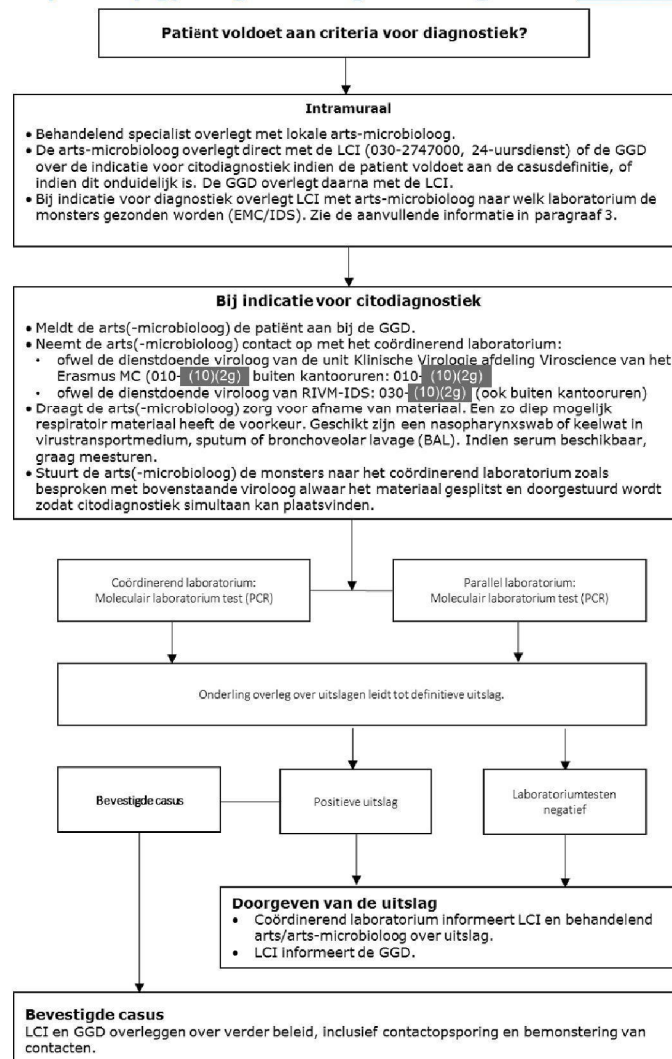 Patiënt voldoet aan criteria voor diagnostiek?
Intramuraal
• Behandelend specialist overlegt met lokale arts-microbioloog.
• De arts-microbioloog overlegt direct met de LCI (030-2747000, 24-uursdienst) of de GGD
over de indicatie voor citodiagnostiek indien de patient voldoet aan de casusdefinitie, of
indien dit onduidelijk is. De GGD overlegt daarna met de LCI.
• Bij indicatie voor diagnostiek overlegt LCI met arts-microbioloog naar welk laboratorium de
monsters gezonden worden (EMC/IDS). Zie de aanvullende informatie in paragraaf 3.
Bij indicatie voor citodiagnostiek
• Meldt de arts(-microbioloog) de patiënt aan bij de GGD.
• Neemt de arts(-microbioloog) contact op met het coördinerend laboratorium:
• ofwel de dienstdoende viroloog van de unit Klinische Virologie afdeling Viroscience van het
Erasmus MC (010- (10)(2g) buiten kantooruren: 010- (10)(2g)
• ofwel de dienstdoende viroloog van RIVM-IDS: 030- (10)(2g) (ook buiten kantooruren)
• Draagt de arts(-microbioloog) zorg voor afname van materiaal. Een zo diep mogelijk
respiratoir materiaal heeft de voorkeur. Geschikt zijn een nasopharynxswab of keelwat in
virustransportmedium, sputum of bronchoveolar lavage (BAL). Indien serum beschikbaar,
graag meesturen.
• Stuurt de arts(-microbioloog) de monsters naar het coördinerend laboratorium zoals
besproken met bovenstaande viroloog alwaar het materiaal gesplitst en doorgestuurd wordt
zodat citodiagnostiek simultaan kan plaatsvinden.
Coördinerend laboratorium:
Moleculair laboratorium test (PCR)
Parallel laboratorium:
Moleculair laboratorium test (PCR)
Onderling overleg over uitslagen leidt tot definitieve uitslag.
Bevestigde casus
Positieve uitslag
Laboratoriumtesten
negatief
Doorgeven van de uitslag
• Coördinerend laboratorium informeert LCI en behandelend
arts/arts-microbioloog over uitslag.
• LCI informeert de GGD.
Bevestigde casus
LCI en GGD overleggen over verder beleid, inclusief contactopsporing en bemonstering van
contacten.